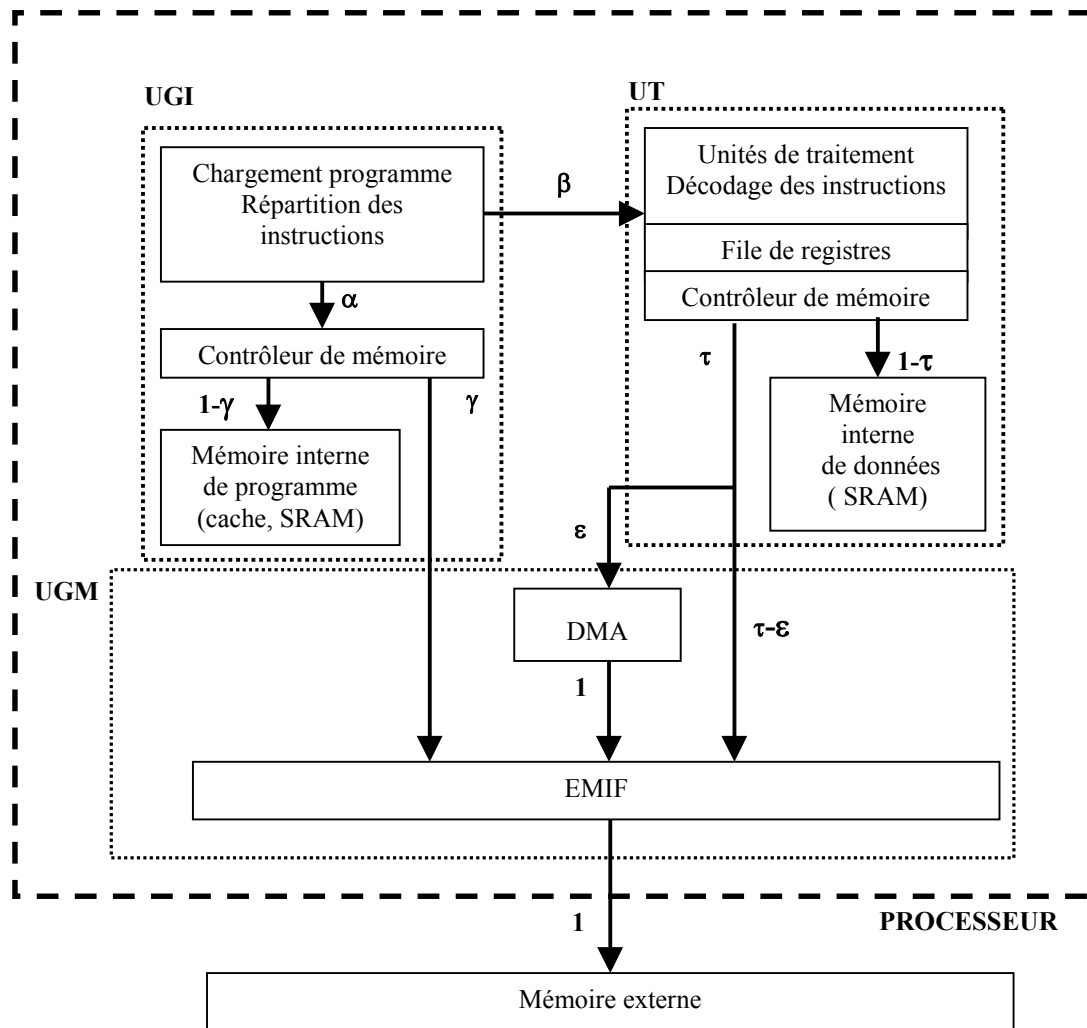 UGI
UT
Chargement programme
Répartition des
instructions
β
Unités de traitement
Décodage des instructions
File de registres
Contrôleur de mémoire
α
Contrôleur de mémoire
1-γ
γ
Mémoire interne
de programme
(cache, SRAM)
τ
1-τ
Mémoire
interne
de données
( SRAM)
ε
UGM
DMA
τ-ε
1
EMIF
1
PROCESSEUR
Mémoire externe